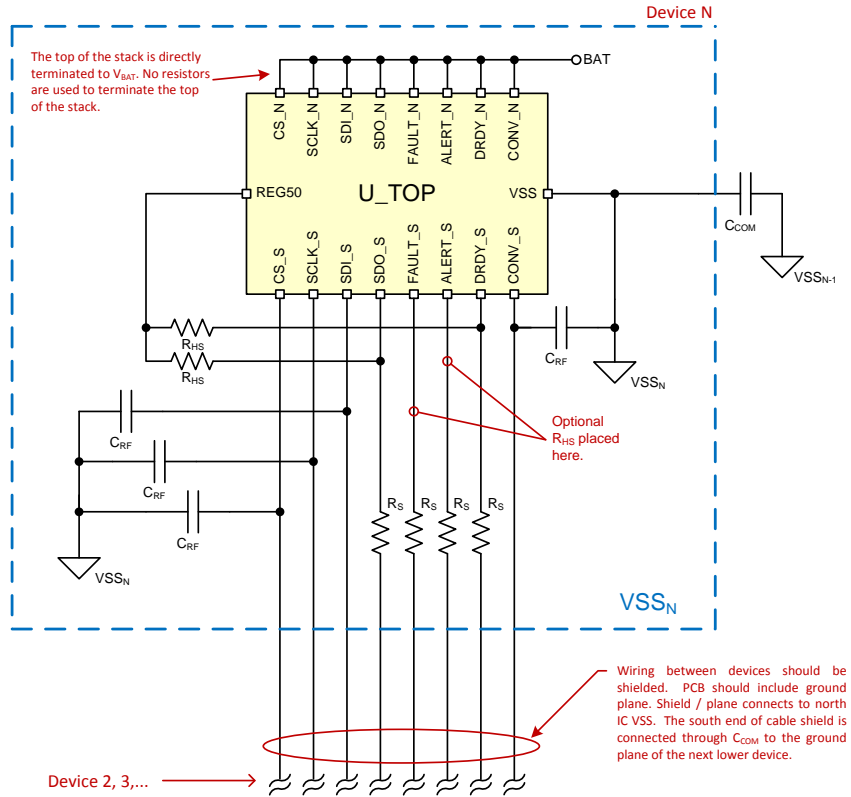 Device N
The top of the stack is directly
terminated to VBAT. No resistors
are used to terminate the top
of the stack.
BAT
CS_N
SCLK_N
SDI_N
SDO_N
FAULT_N
ALERT_N
DRDY_N
CONV_N
REG50
U_TOP
VSS
CS_S
SCLK_S
SDI_S
SDO_S
FAULT_S
ALERT_S
DRDY_S
CONV_S
CCOM
VSSN-1
RHS
RHS
CRF
VSSN
Optional
RHS placed
here.
CRF
CRF
CRF
RS
RS
RS
RS
VSSN
VSSN
Wiring between devices should be
shielded. PCB should include ground
plane. Shield / plane connects to north
IC VSS. The south end of cable shield is
connected through CCOM to the ground
plane of the next lower device.
Device 2, 3,...